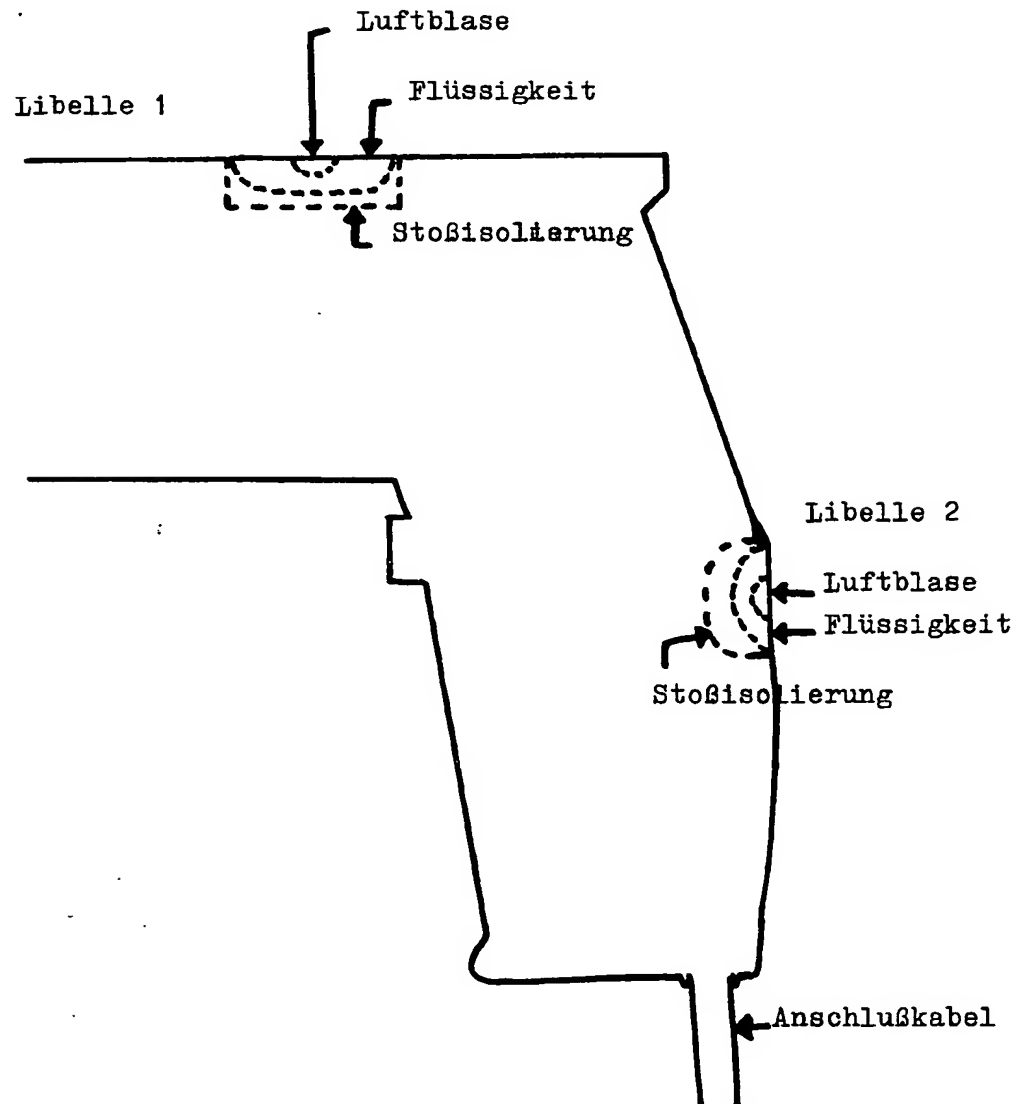 Luftblase
Flüssigkeit
Libelle 1
Stoßisolierung
Libelle 2
Luftblase
Flüssigkeit
Stoßisolierung
Anschlußkabel